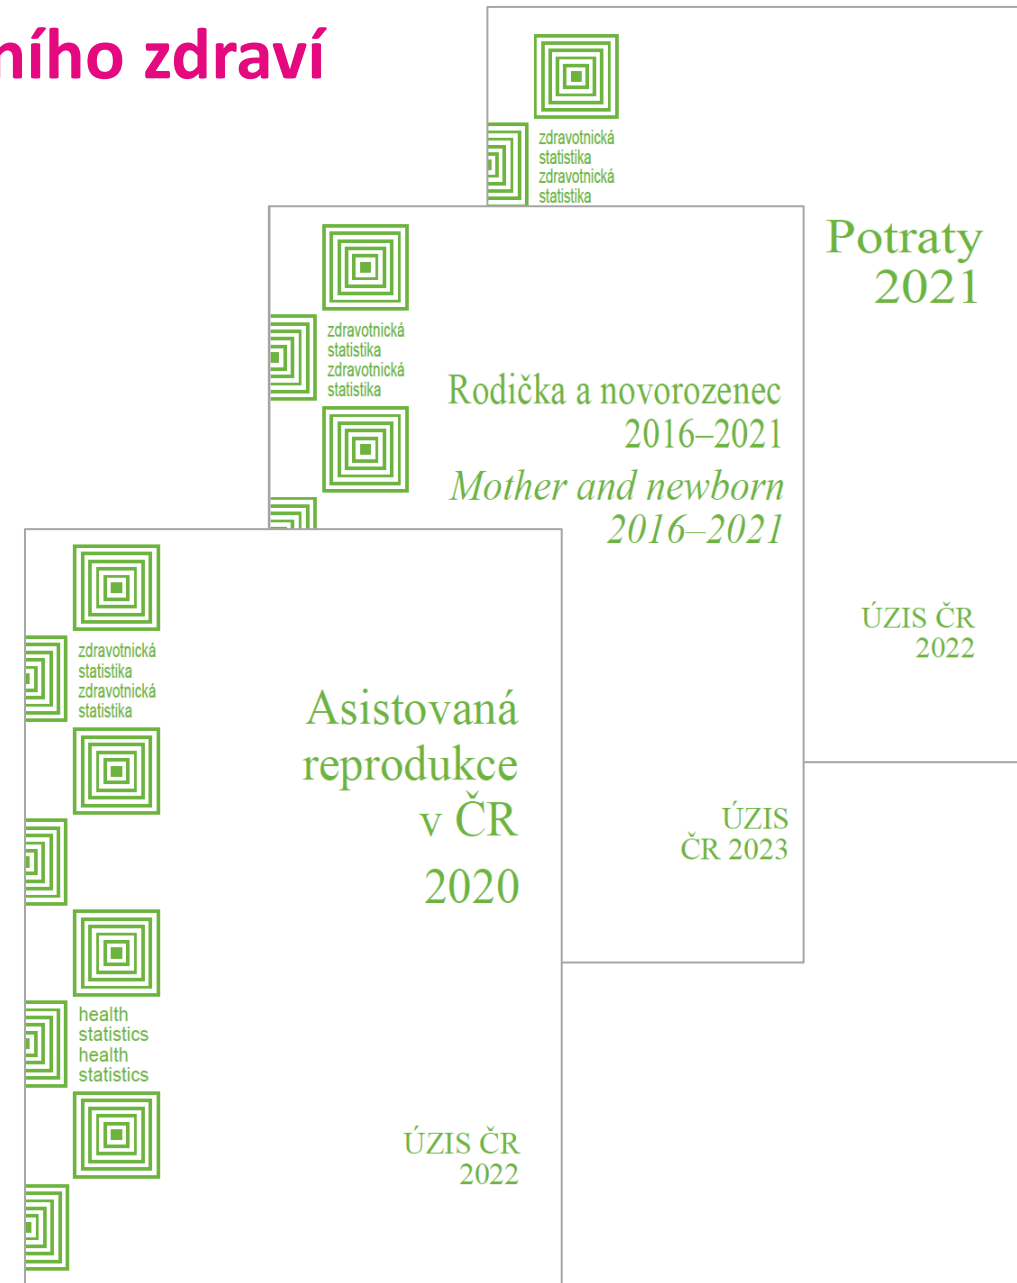 ního zdraví
zdravotnická
statistika
zdravotnická
statistika
Potraty
2021
ÚZIS ČR
2022
zdravotnická
statistika
zdravotnická
statistika
Rodička a novorozenec
2016–2021
Mother and newborn
2016–2021
ÚZIS
ČR 2023
zdravotnická
statistika
zdravotnická
statistika
Asistovaná
reprodukce
v ČR
2020
health
statistics
health
statistics
ÚZIS ČR
2022